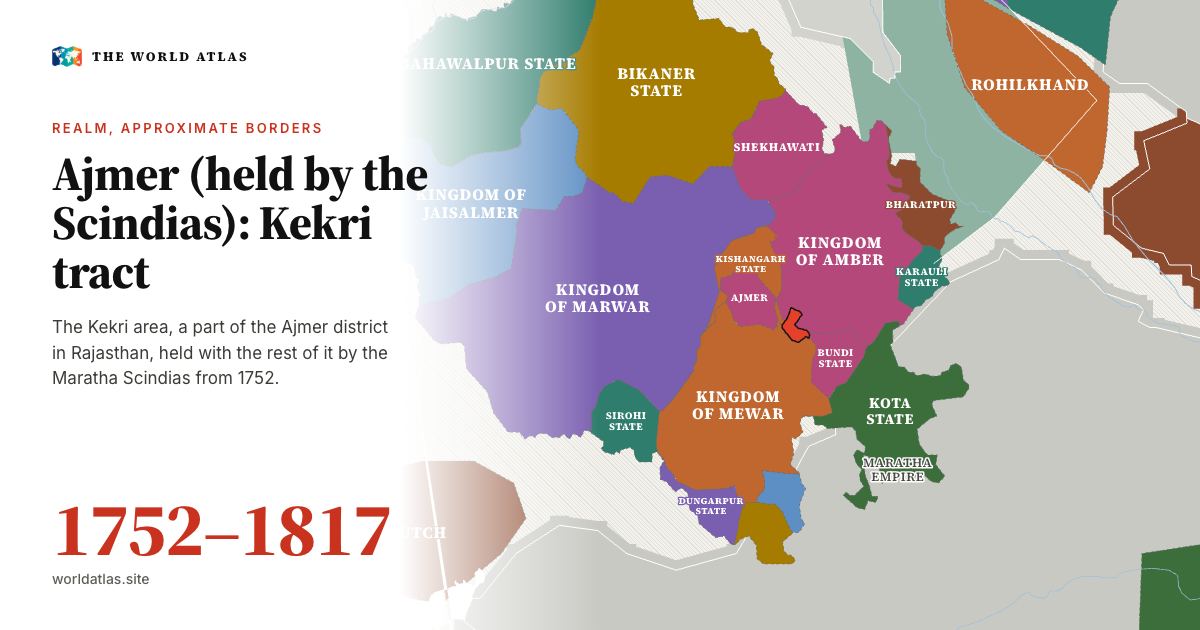 THE WORLD ATLAS
REALM, APPROXIMATE BORDERS
Ajmer (held by the
Scindias): Kekri
tract
The Kekri area, a part of the Ajmer district
in Rajasthan, held with the rest of it by the
Maratha Scindias from 1752.
1752–1817
worldatlas.site
AHAWALPUR STATE
BIKANER
STATE
ROHILKHAND
SHEKHAWATI
KINGDOM OF
JAISALMER
BHARATPUR
KINGDOM
OF AMBER
KISHANGARH
STATE
KARAULI
STATE
AJMER
KINGDOM
OF MARWAR
BUNDI
STATE
KINGDOM
OF MEWAR
KOTA
STATE
SIROHI
STATE
MARATHA
EMPIRE
DUNGARPUR
STATE
UTCH